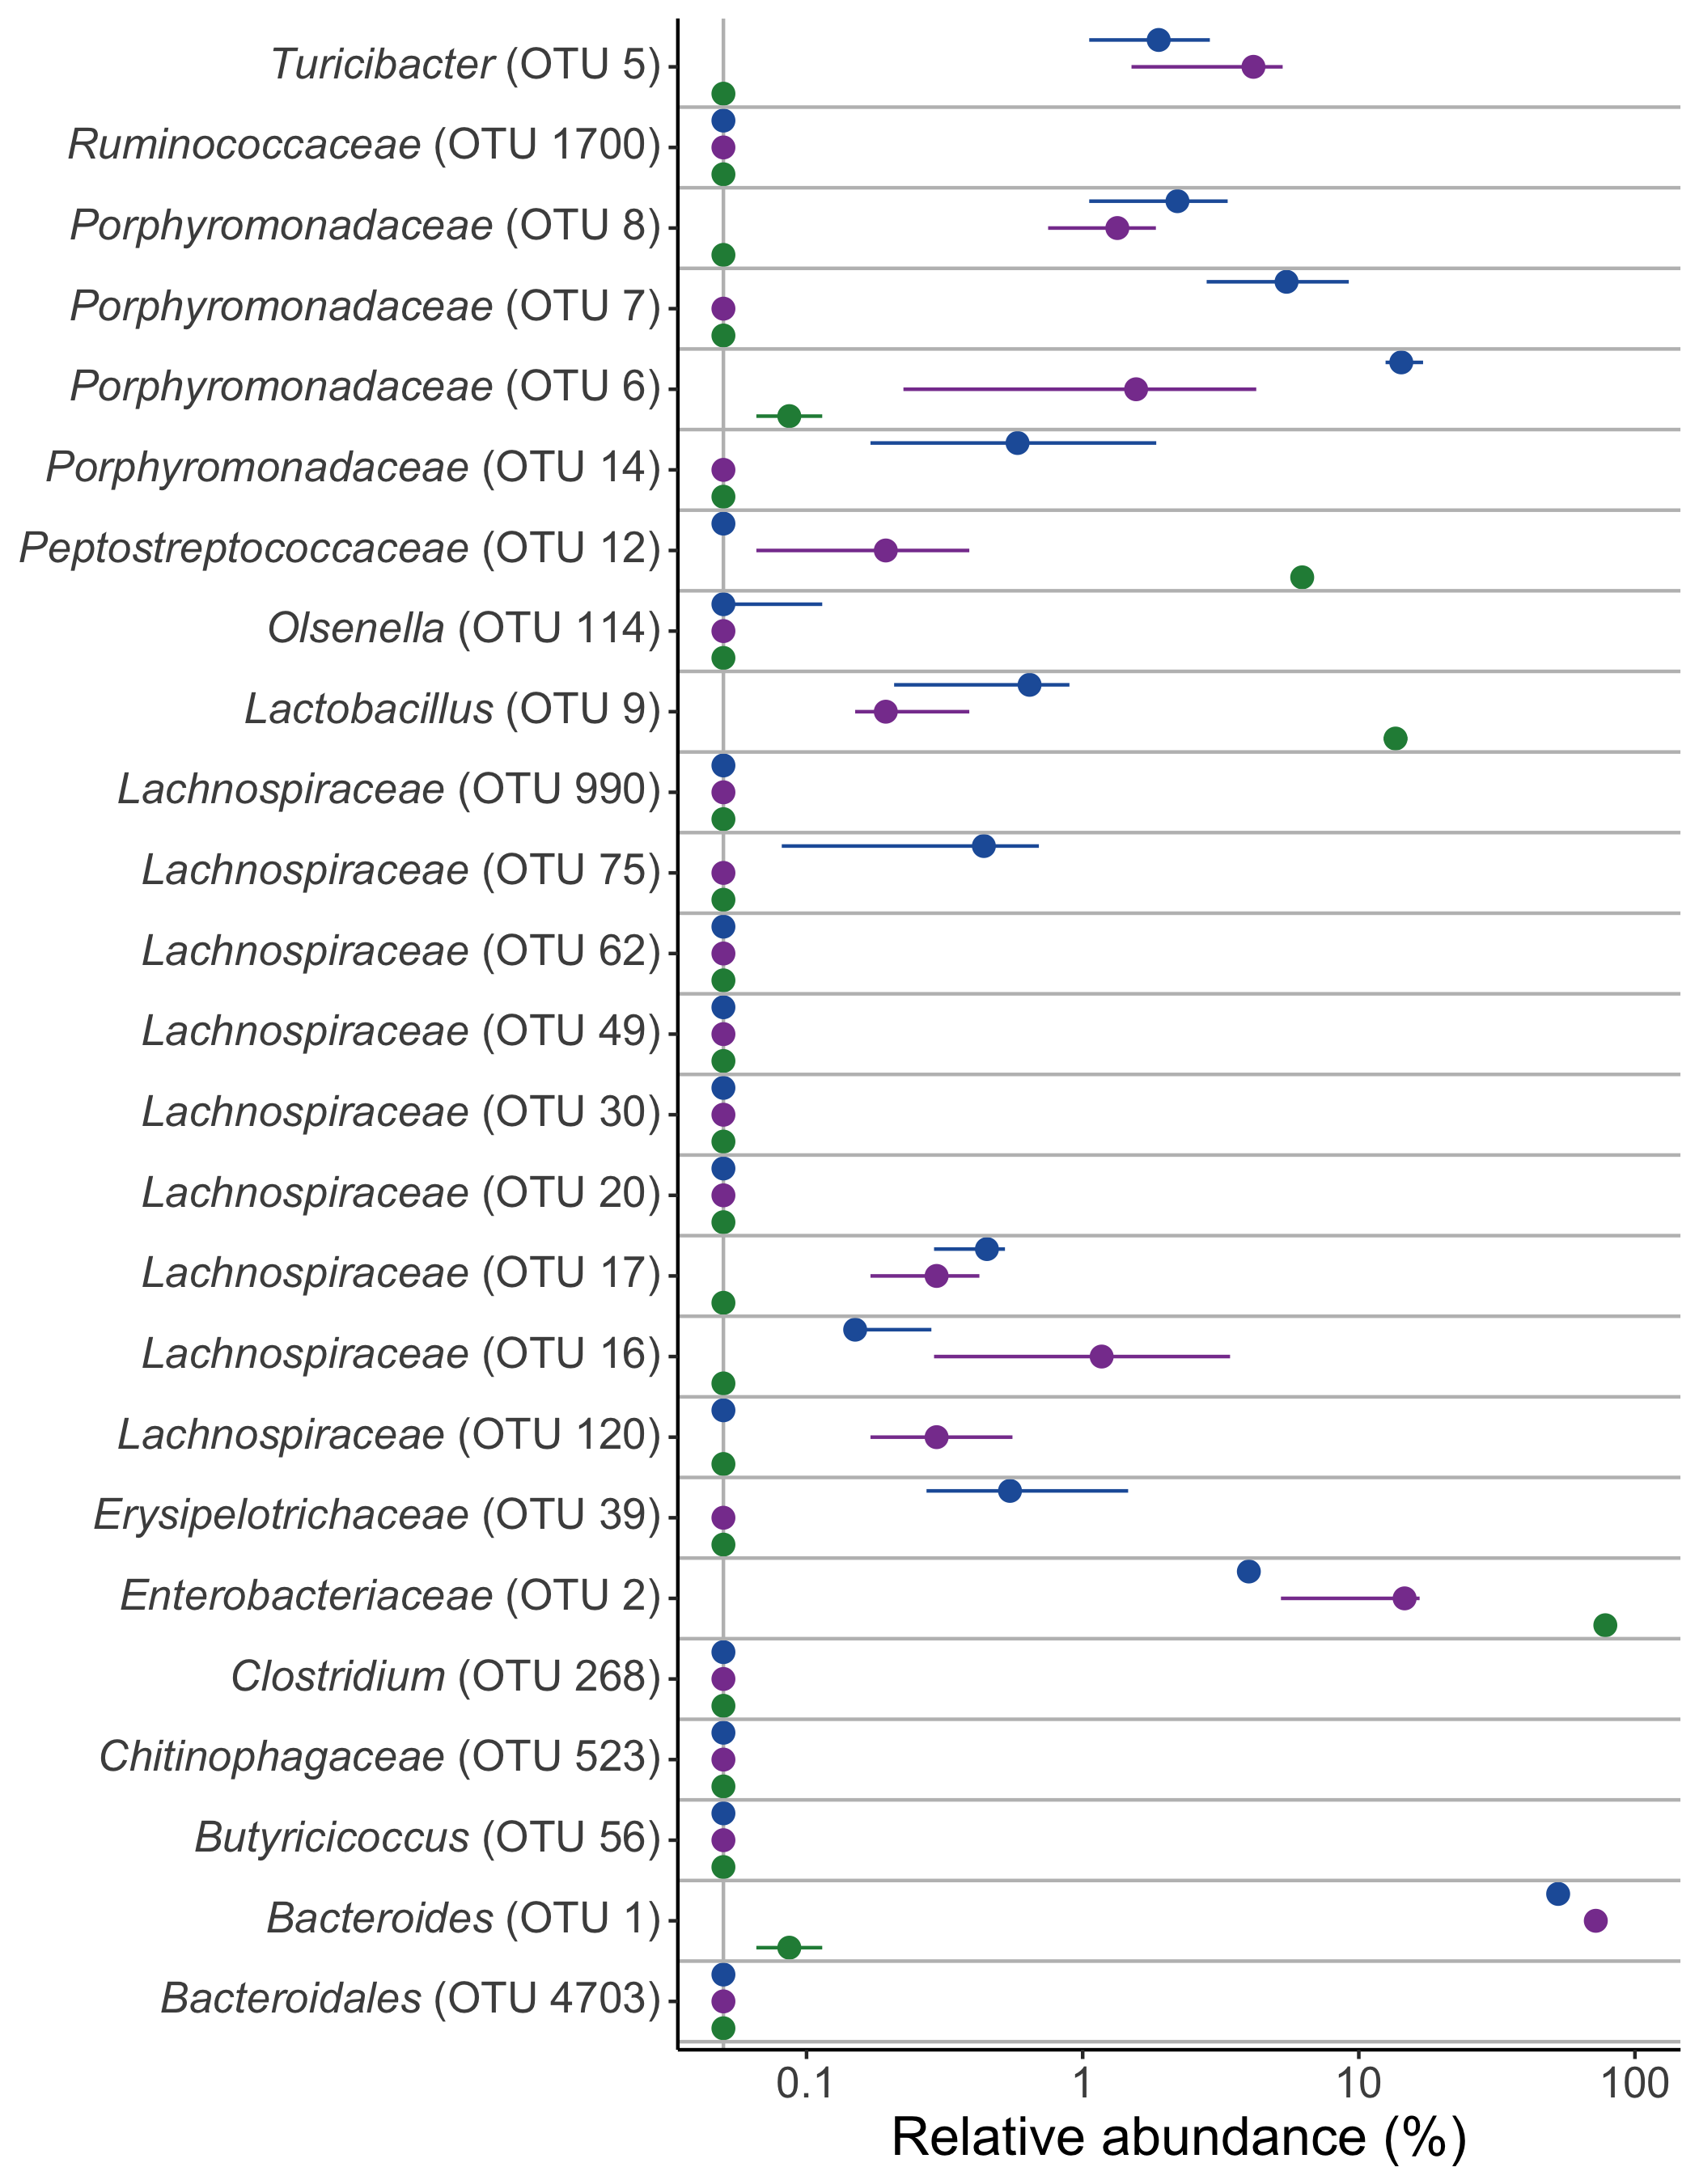 Turicibacter (OTU 5)
Ruminococcaceae (OTU 1700)
Porphyromonadaceae (OTU 8)
Porphyromonadaceae (OTU 7)
Porphyromonadaceae (OTU 6)
Porphyromonadaceae (OTU 14)
Peptostreptococcaceae (OTU 12)
Olsenella (OTU 114)
Lactobacillus (OTU 9)
Lachnospiraceae (OTU 990)
Lachnospiraceae (OTU 75)
Lachnospiraceae (OTU 62)
Lachnospiraceae (OTU 49)
Lachnospiraceae (OTU 30)
Lachnospiraceae (OTU 20)
Lachnospiraceae (OTU 17)
Lachnospiraceae (OTU 16)
Lachnospiraceae (OTU 120)
Erysipelotrichaceae (OTU 39)
Enterobacteriaceae (OTU 2)
Clostridium (OTU 268)
Chitinophagaceae (OTU 523)
Butyricicoccus (OTU 56)
Bacteroides (OTU 1)
Bacteroidales (OTU 4703)
0.1 1 10 100
Relative abundance (%)